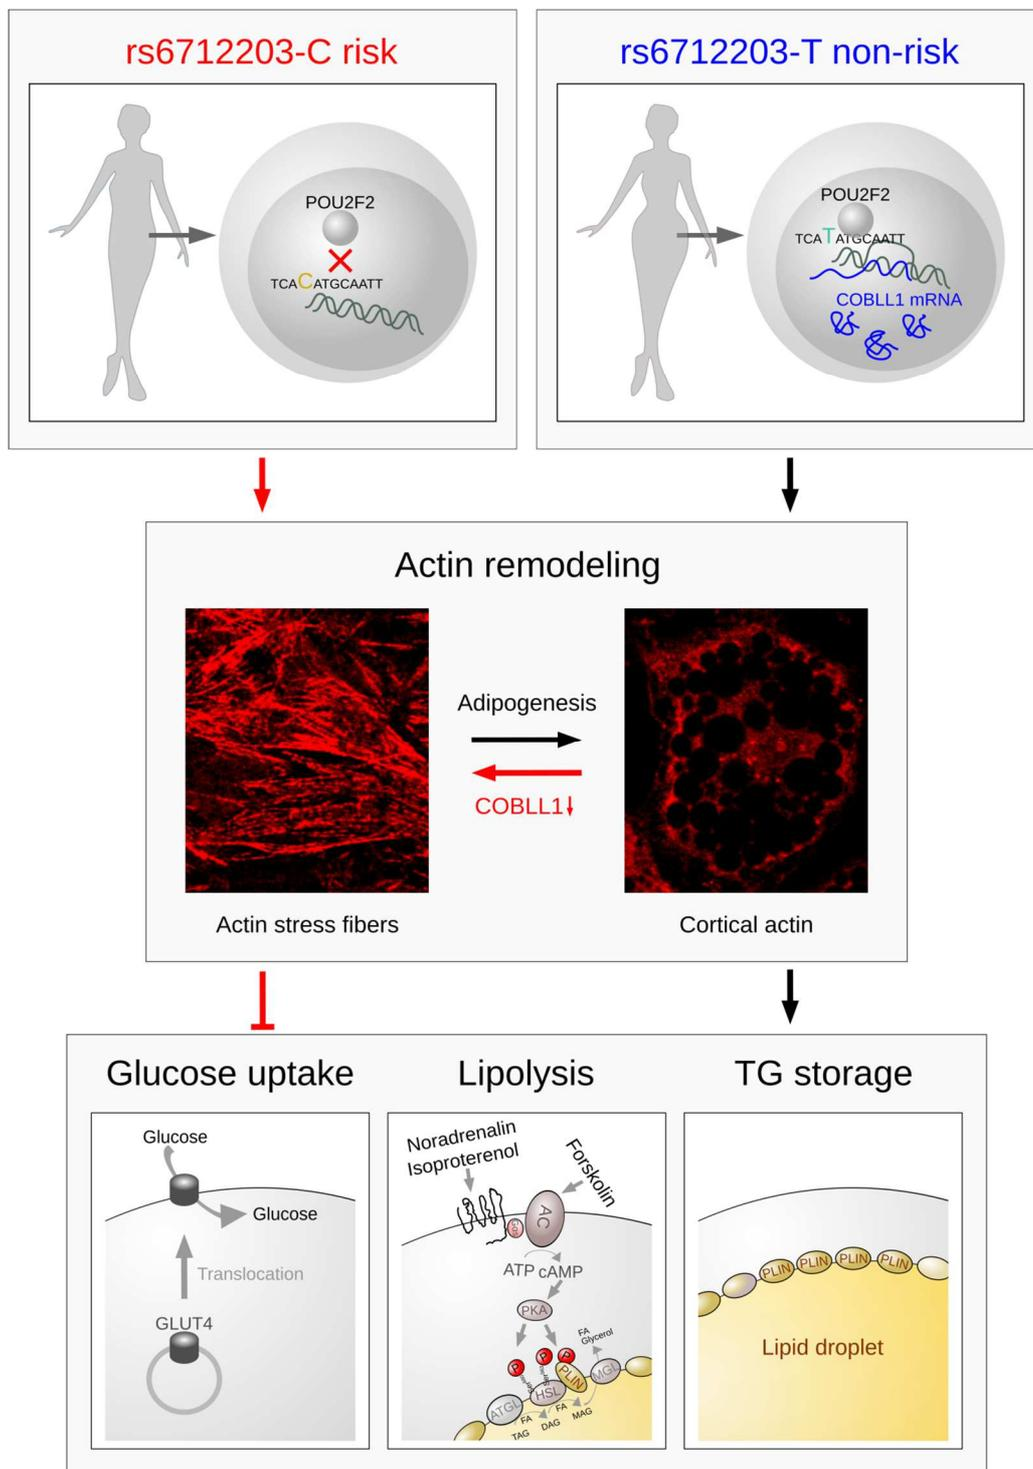 rs6712203-C risk
POU2F2
TCACATGCAATT
rs6712203-T non-risk
POU2F2
TCATATGCAATT
COBLL1 mRNA
Actin remodeling
Adipogenesis
COBLL1↓
Actin stress fibers
Cortical actin
Glucose uptake
Glucose
Glucose
Translocation
GLUT4
Lipolysis
Noradrenalin
Isoproterenol
Forskolin
AC
ATP cAMP
PKA
P
P
P
ATGL
HSL
PLIN
MGL
FA
Glycerol
FA
FA
TAG
DAG
MAG
TG storage
PLIN
PLIN
PLIN
PLIN
Lipid droplet